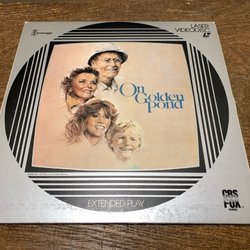 LASER
VIDEODISC
On
Golden
Pond
EXTENDED PLAY
CBS
FOX
VIDEO